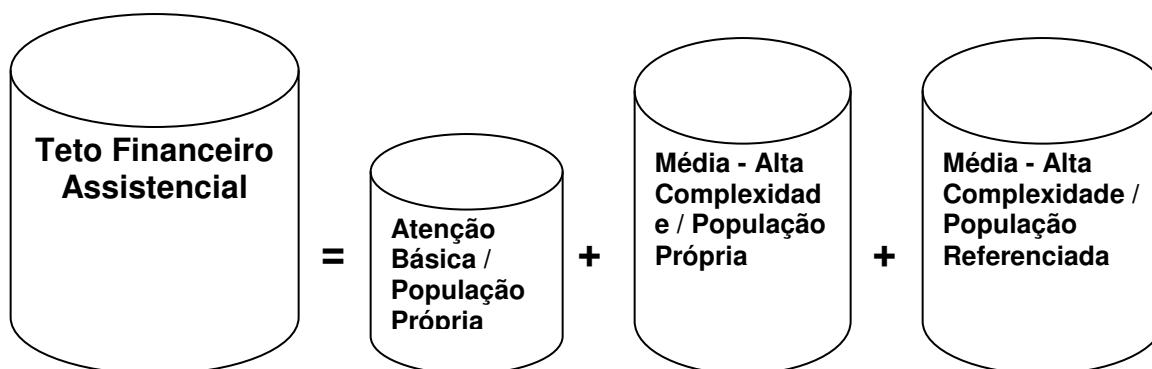 Teto Financeiro
Assistencial
=
Atenção
Básica /
População
Própria
+
Média - Alta
Complexidad
e / População
Própria
+
Média - Alta
Complexidade /
População
Referenciada